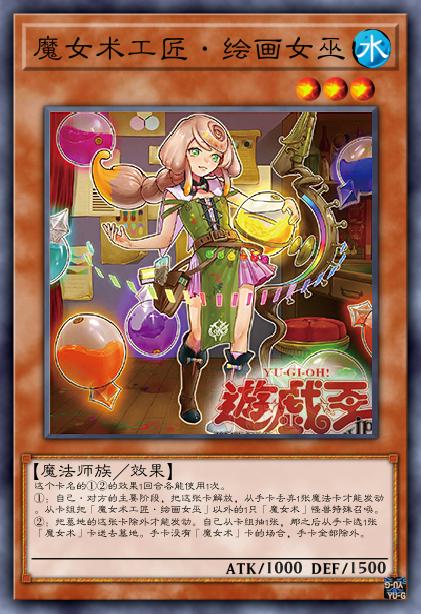 魔女术工匠·绘画女巫
水
YU-GI-OH!
遊戯王
.jp
【魔法师族／效果】
这个卡名的①②的效果1回合各能使用1次。
①：自己·对方的主要阶段，把这张卡解放，从手卡丢弃1张魔法卡才能发动
。从卡组把「魔女术工匠·绘画女巫」以外的1只「魔女术」怪兽特殊召唤。
②：把墓地的这张卡除外才能发动。自己从卡组抽1张，那之后从手卡选1张
「魔女术」卡送去墓地。手卡没有「魔女术」卡的场合，手卡全部除外。
ATK/1000 DEF/1500